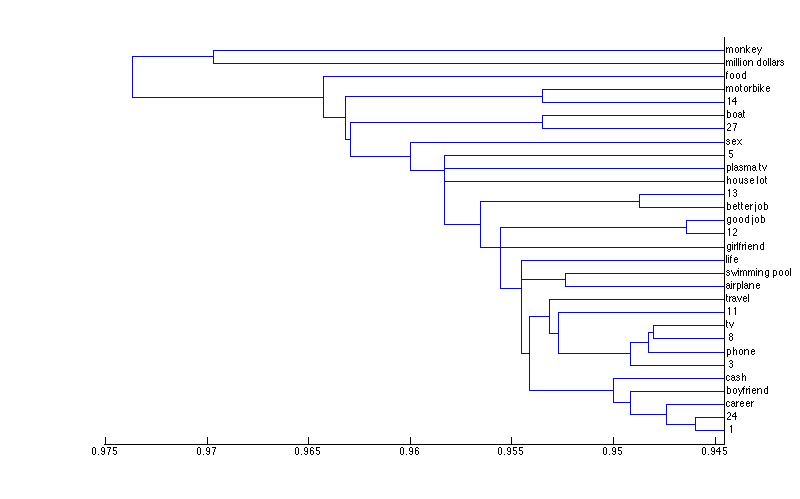 monkey
million dollars
food
motorbike
14
boat
27
sex
5
plasma tv
house lot
13
better job
good job
12
girlfriend
life
swimming pool
airplane
travel
11
tv
8
phone
3
cash
boyfriend
career
24
1
0.975 0.97 0.965 0.96 0.955 0.95 0.945